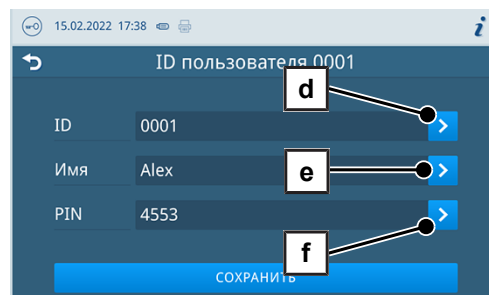 15.02.2022 17:38
ID пользователя 0001
d
ID 0001
Имя Alex
e
PIN 4553
f
СОХРАНИТЬ